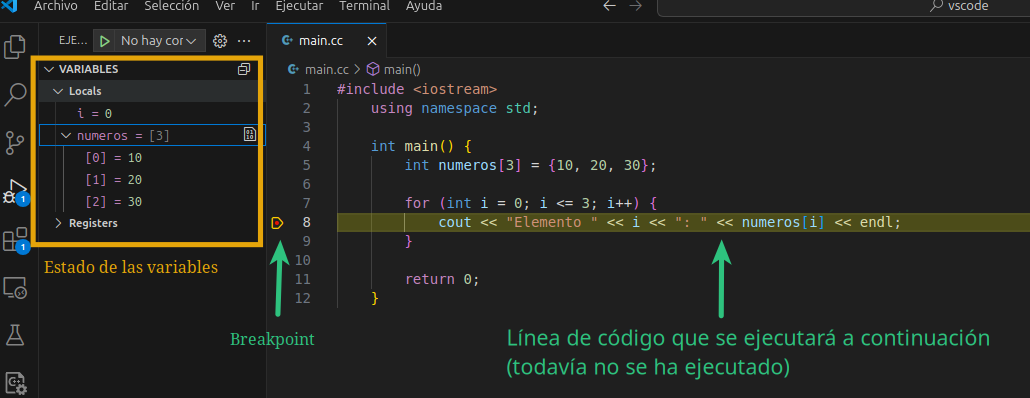 Archivo Editar Selección Ver Ir Ejecutar Terminal Ayuda
vscode
EJE... No hay cor
main.cc
VARIABLES
Locals
i = 0
numeros = [3]
[0] = 10
[1] = 20
[2] = 30
Registers
Estado de las variables
1
1
main.cc > main()
1 #include <iostream>
2 using namespace std;
3
4 int main() {
5 int numeros[3] = {10, 20, 30};
6
7 for (int i = 0; i <= 3; i++) {
8 cout << "Elemento " << i << ": " << numeros[i] << endl;
9 }
10
11 return 0;
12 }
Breakpoint
Línea de código que se ejecutará a continuación
(todavía no se ha ejecutado)